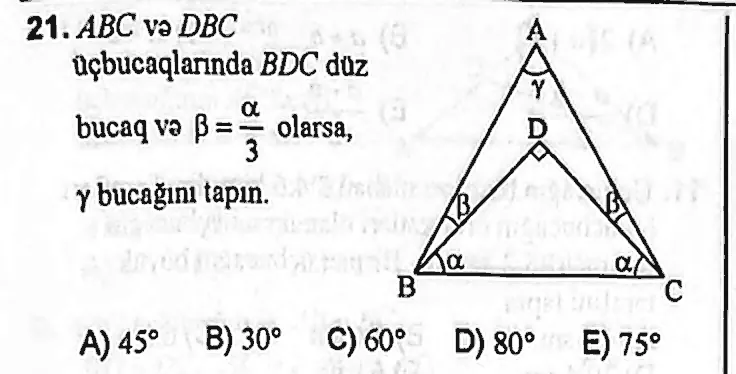 21. ABC və DBC
üçbucaqlarında BDC düz
bucaq və β = α/3 olarsa,
γ bucağını tapın.
A
γ
D
β β
α α
B C
A) 45° B) 30° C) 60° D) 80° E) 75°